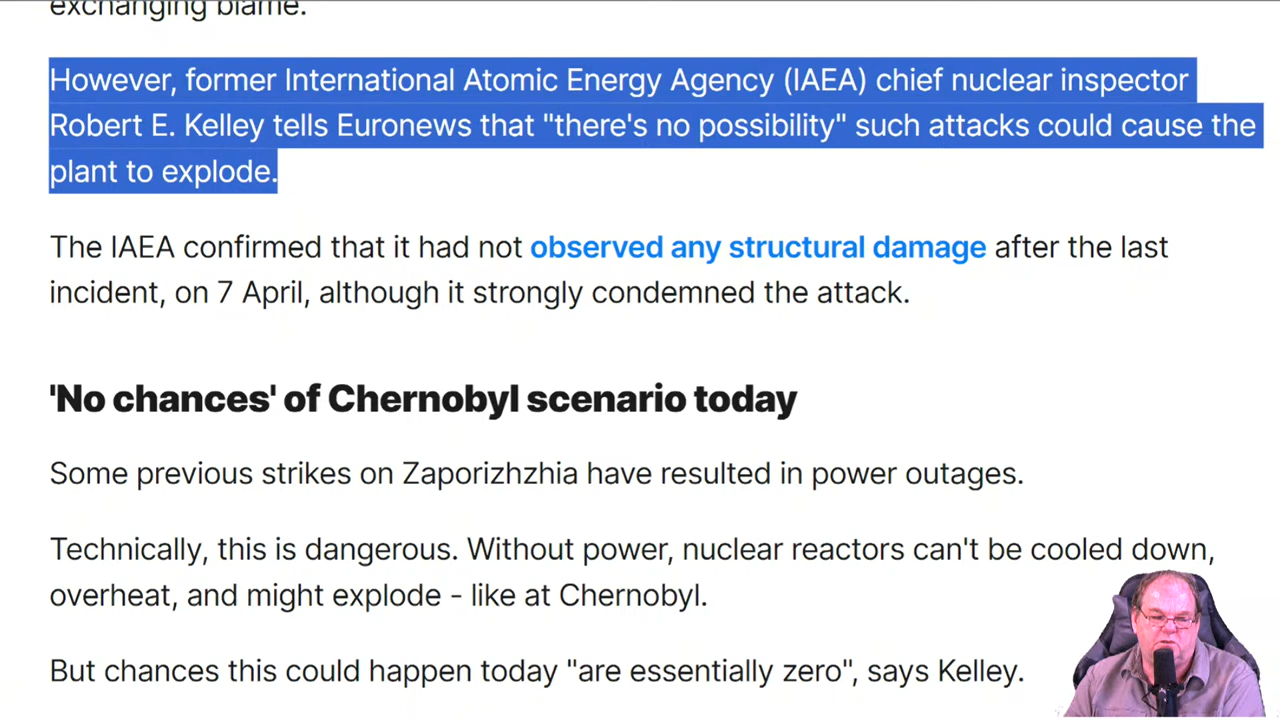 exchanging blame.
However, former International Atomic Energy Agency (IAEA) chief nuclear inspector
Robert E. Kelley tells Euronews that "there's no possibility" such attacks could cause the
plant to explode.
The IAEA confirmed that it had not observed any structural damage after the last
incident, on 7 April, although it strongly condemned the attack.
'No chances' of Chernobyl scenario today
Some previous strikes on Zaporizhzhia have resulted in power outages.
Technically, this is dangerous. Without power, nuclear reactors can't be cooled down,
overheat, and might explode - like at Chernobyl.
But chances this could happen today "are essentially zero", says Kelley.